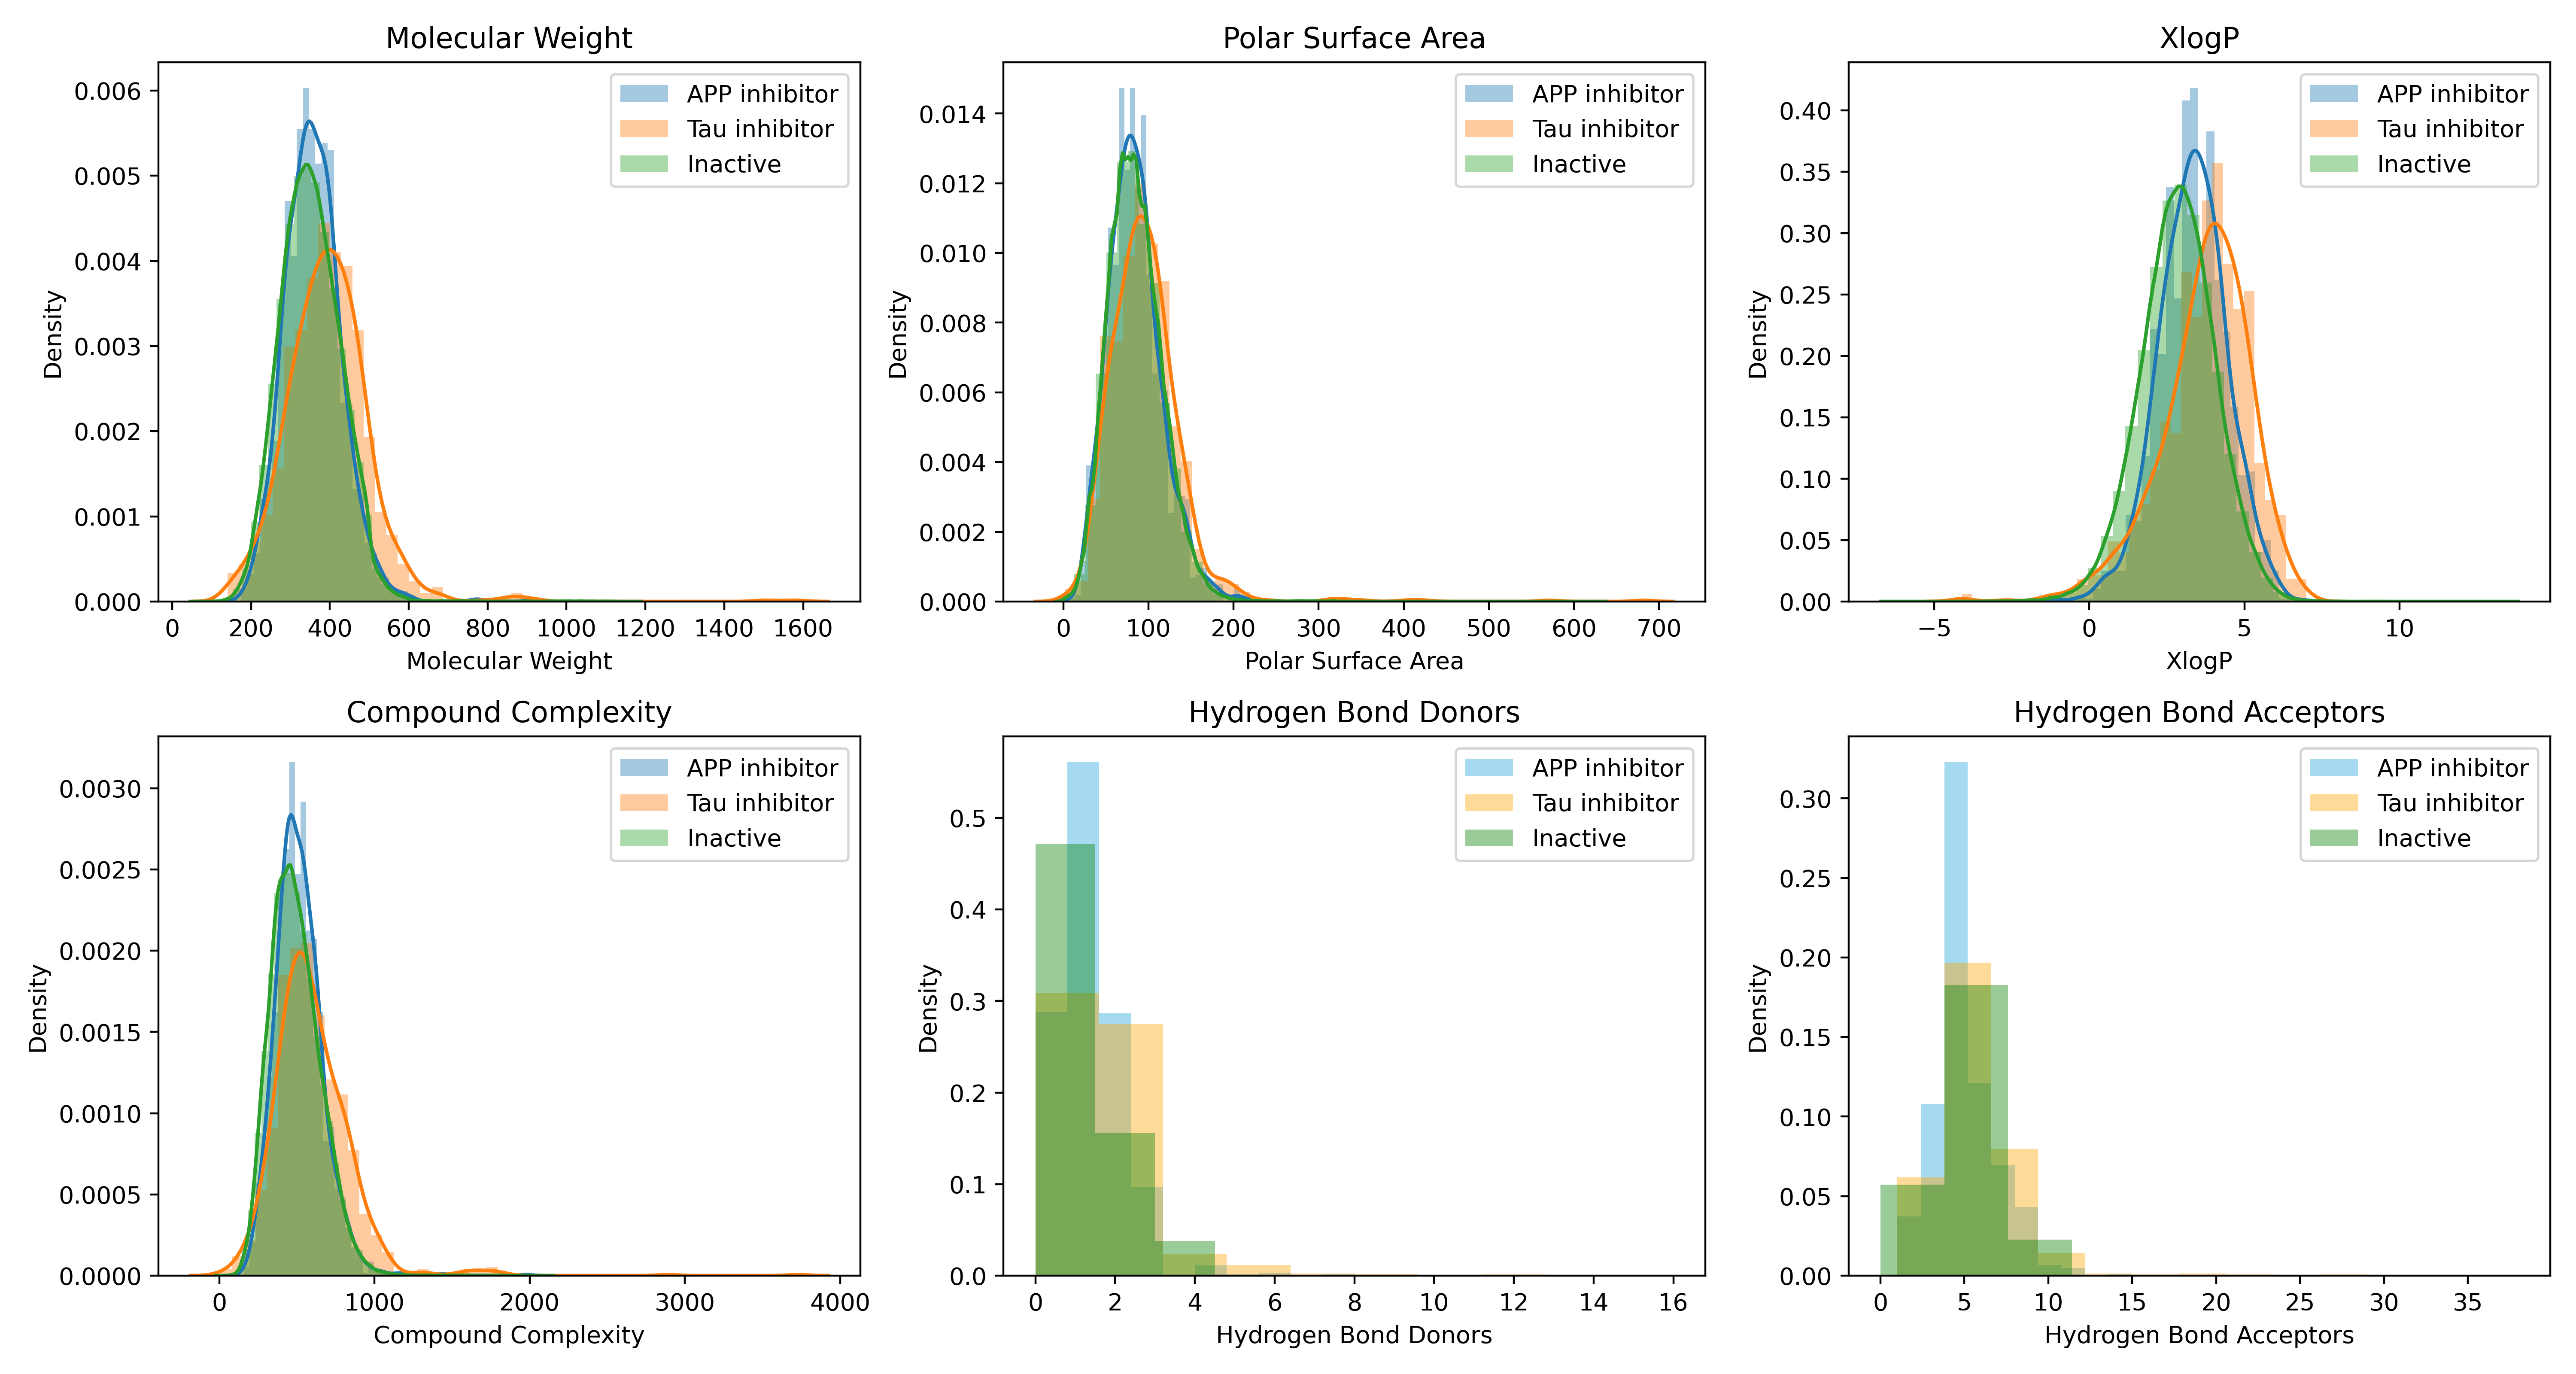 Molecular Weight
0.006
0.005
0.004
0.003
0.002
0.001
0.000
Density
0 200 400 600 800 1000 1200 1400 1600
Molecular Weight
APP inhibitor
Tau inhibitor
Inactive
Polar Surface Area
0.014
0.012
0.010
0.008
0.006
0.004
0.002
0.000
Density
0 100 200 300 400 500 600 700
Polar Surface Area
APP inhibitor
Tau inhibitor
Inactive
XlogP
0.40
0.35
0.30
0.25
0.20
0.15
0.10
0.05
0.00
Density
−5 0 5 10
XlogP
APP inhibitor
Tau inhibitor
Inactive
Compound Complexity
0.0030
0.0025
0.0020
0.0015
0.0010
0.0005
0.0000
Density
0 1000 2000 3000 4000
Compound Complexity
APP inhibitor
Tau inhibitor
Inactive
Hydrogen Bond Donors
0.5
0.4
0.3
0.2
0.1
0.0
Density
0 2 4 6 8 10 12 14 16
Hydrogen Bond Donors
APP inhibitor
Tau inhibitor
Inactive
Hydrogen Bond Acceptors
0.30
0.25
0.20
0.15
0.10
0.05
0.00
Density
0 5 10 15 20 25 30 35
Hydrogen Bond Acceptors
APP inhibitor
Tau inhibitor
Inactive